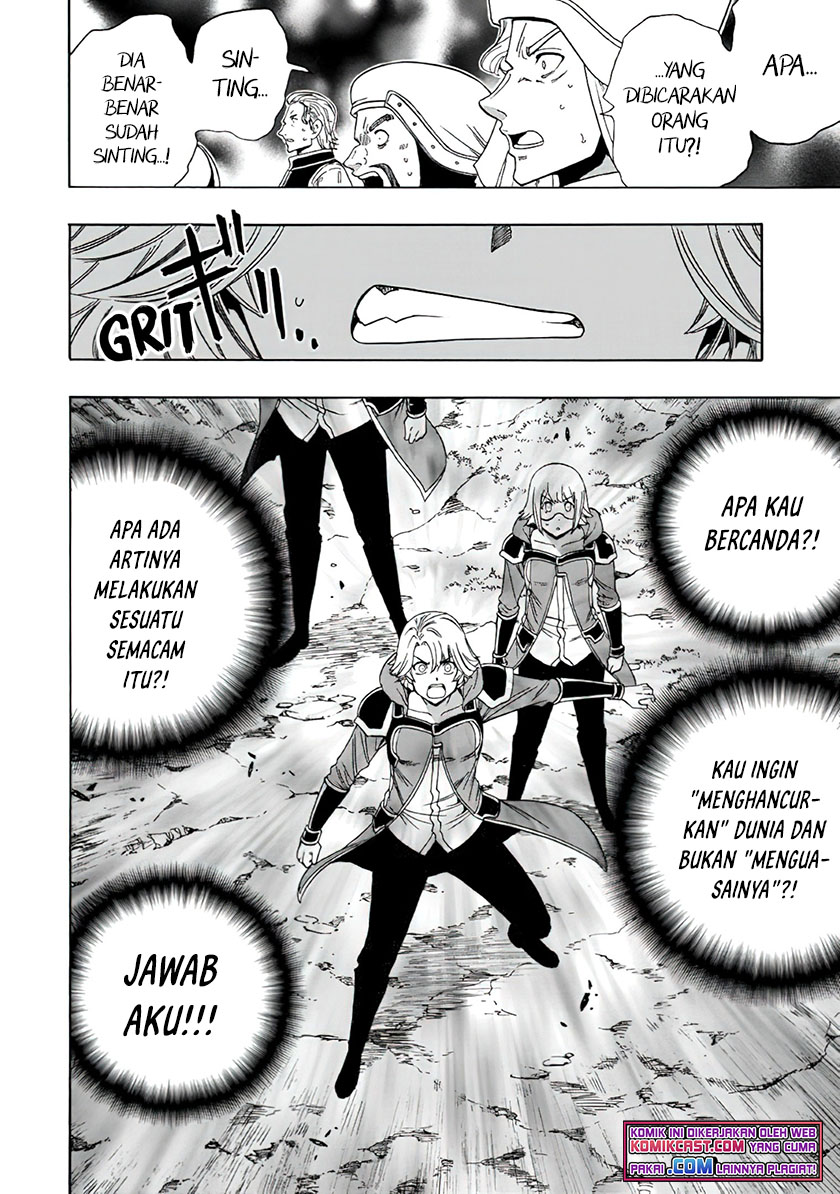 APA...
...YANG
DIBICARAKAN
ORANG
ITU?!
SIN-
TING...
DIA
BENAR-
BENAR
SUDAH
SINTING...!
GRIT
ギリ..
APA KAU
BERCANDA?!
KAU INGIN
"MENGHANCUR-
KAN" DUNIA DAN
BUKAN "MENGUA-
SAINYA"?!
APA ADA
ARTINYA
MELAKUKAN
SESUATU
SEMACAM
ITU?!
JAWAB
AKU!!!
KOMIK INI DIKERJAKAN OLEH WEB
KOMIKCAST.COM YANG CUMA
PAKAI .COM LAINNYA PLAGIAT!